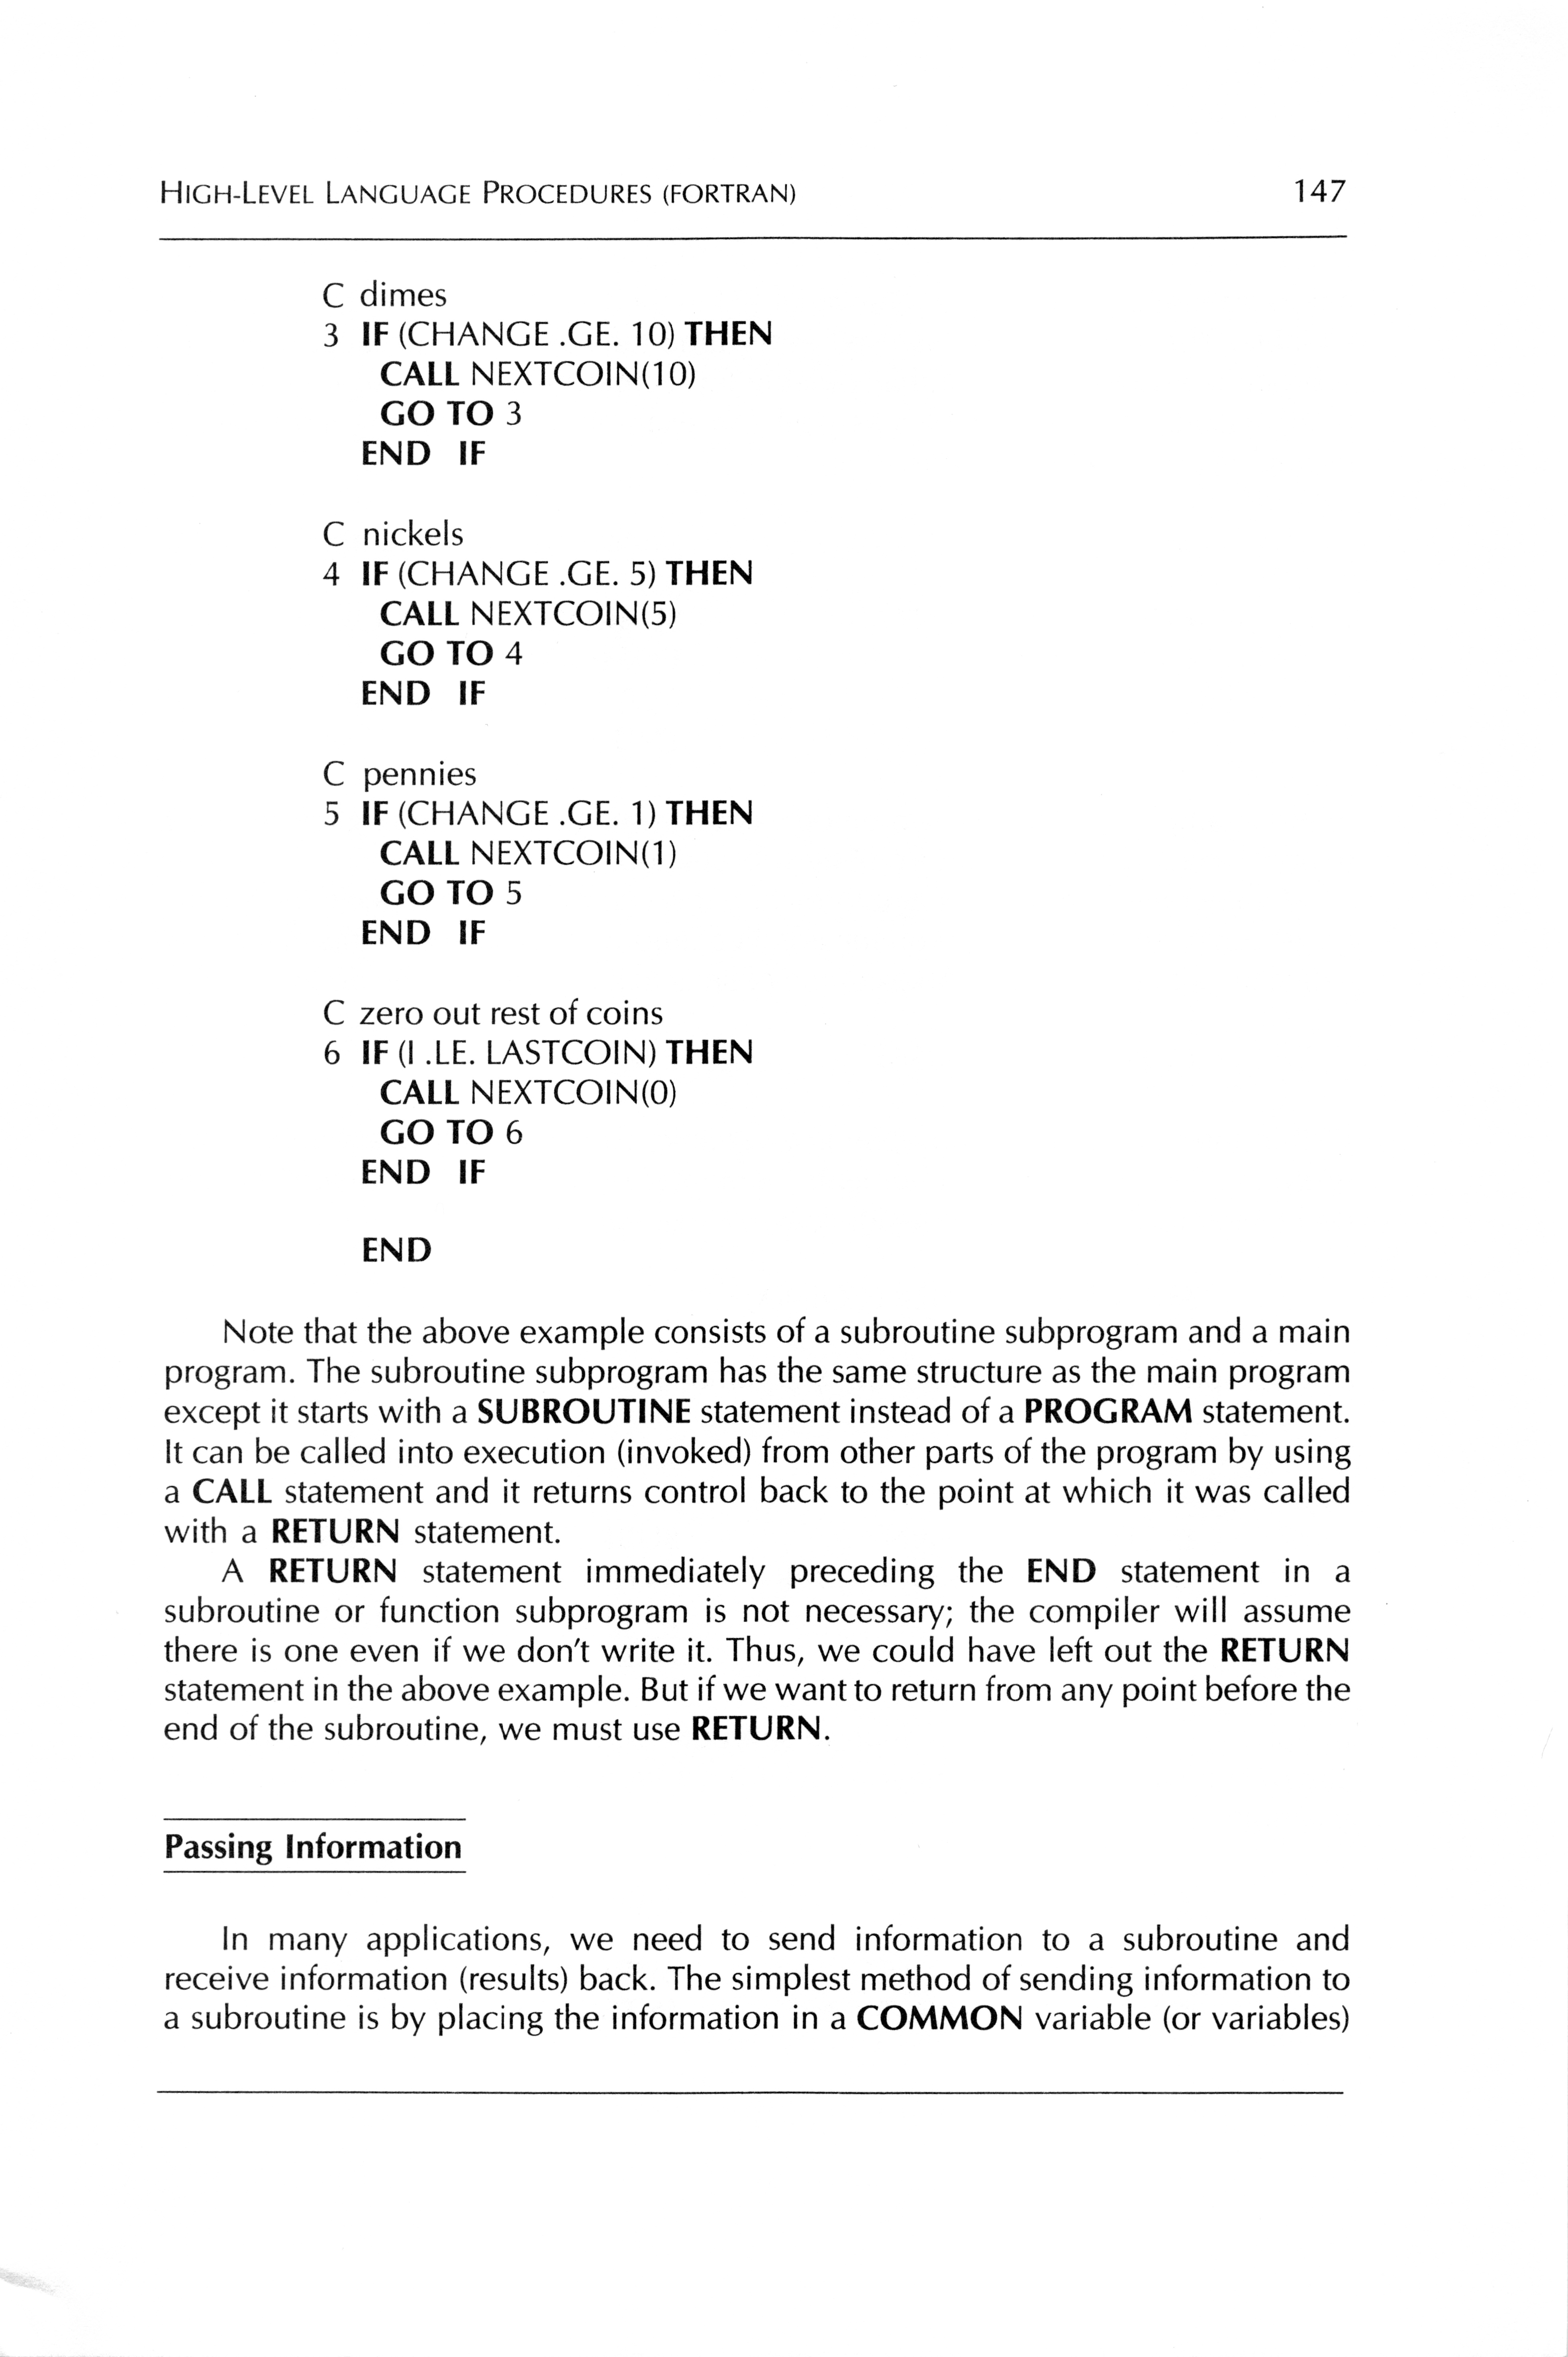 HIGH-LEVEL LANGUAGE PROCEDURES (FORTRAN) 147
C dimes
3 IF (CHANGE .GE. 10) THEN
CALL NEXTCOIN(10)
GO TO 3
END IF
C nickels
4 IF (CHANGE .GE. 5) THEN
CALL NEXTCOIN(5)
GO TO 4
END IF
C pennies
5 IF (CHANGE .GE. 1) THEN
CALL NEXTCOIN(1)
GO TO 5
END IF
C zero out rest of coins
6 IF (I .LE. LASTCOIN) THEN
CALL NEXTCOIN(0)
GO TO 6
END IF
END
Note that the above example consists of a subroutine subprogram and a main
program. The subroutine subprogram has the same structure as the main program
except it starts with a SUBROUTINE statement instead of a PROGRAM statement.
It can be called into execution (invoked) from other parts of the program by using
a CALL statement and it returns control back to the point at which it was called
with a RETURN statement.
A RETURN statement immediately preceding the END statement in a
subroutine or function subprogram is not necessary; the compiler will assume
there is one even if we don't write it. Thus, we could have left out the RETURN
statement in the above example. But if we want to return from any point before the
end of the subroutine, we must use RETURN.
Passing Information
In many applications, we need to send information to a subroutine and
receive information (results) back. The simplest method of sending information to
a subroutine is by placing the information in a COMMON variable (or variables)